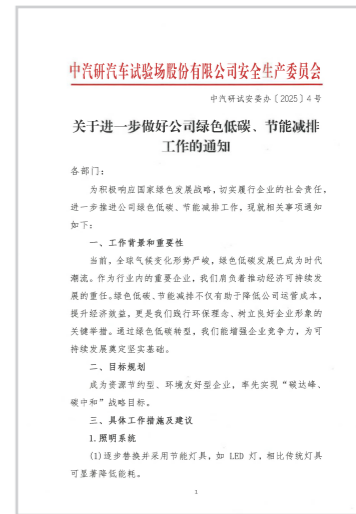 中汽研汽车试验场股份有限公司安全生产委员会
中汽研试安委办〔2025〕4号
关于进一步做好公司绿色低碳、节能减排
工作的通知
各部门：
为积极响应国家绿色发展战略，切实履行企业的社会责任，
进一步推进公司绿色低碳、节能减排工作，现就相关事项通知
如下：
一、工作背景和重要性
当前，全球气候变化形势严峻，绿色低碳发展已成为时代
潮流。作为行业内的重要企业，我们肩负着推动经济可持续发
展的重任。绿色低碳、节能减排不仅有助于降低公司运营成本，
提升经济效益，更是我们践行环保理念、树立良好企业形象的
关键举措。通过绿色低碳转型，我们能增强企业竞争力，为可
持续发展奠定坚实基础。
二、目标规划
成为资源节约型、环境友好型企业，率先实现“碳达峰、
碳中和”战略目标。
三、具体工作措施及建议
1.照明系统
(1)逐步替换并采用节能灯具，如 LED 灯，相比传统灯具
可显著降低能耗。
1